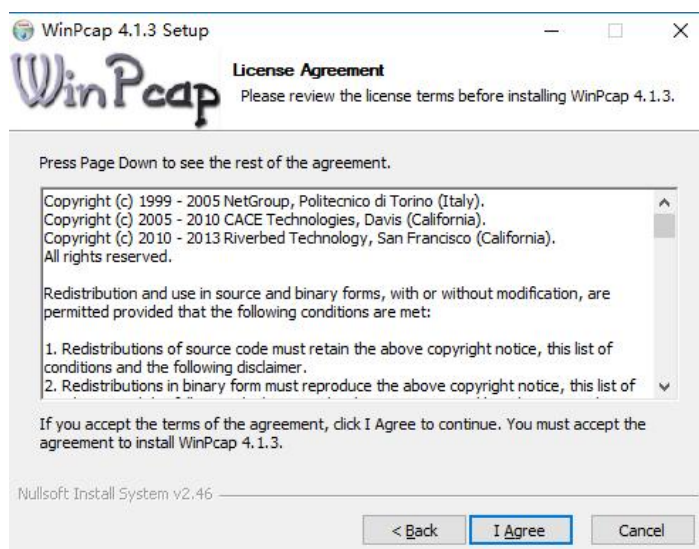 WinPcap 4.1.3 Setup
WinPcap
License Agreement
Please review the license terms before installing WinPcap 4.1.3.
Press Page Down to see the rest of the agreement.
Copyright (c) 1999 - 2005 NetGroup, Politecnico di Torino (Italy).
Copyright (c) 2005 - 2010 CACE Technologies, Davis (California).
Copyright (c) 2010 - 2013 Riverbed Technology, San Francisco (California).
All rights reserved.
Redistribution and use in source and binary forms, with or without modification, are
permitted provided that the following conditions are met:
1. Redistributions of source code must retain the above copyright notice, this list of
conditions and the following disclaimer.
2. Redistributions in binary form must reproduce the above copyright notice, this list of
If you accept the terms of the agreement, click I Agree to continue. You must accept the
agreement to install WinPcap 4.1.3.
Nullsoft Install System v2.46
< Back
I Agree
Cancel